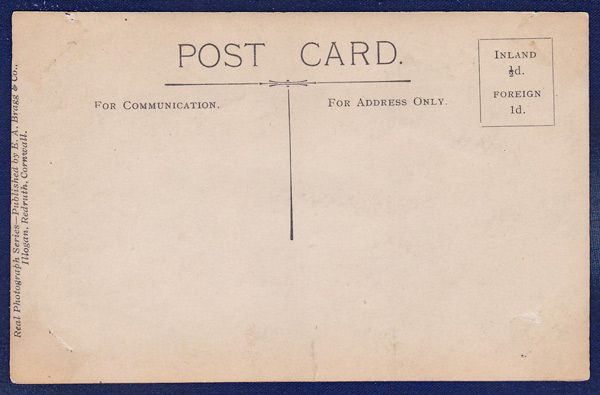 POST CARD.
INLAND
½d.
FOREIGN
1d.
FOR COMMUNICATION.
FOR ADDRESS ONLY.
Real Photograph Series—Published by E. A. Bragg & Co.,
Illogan, Redruth, Cornwall.